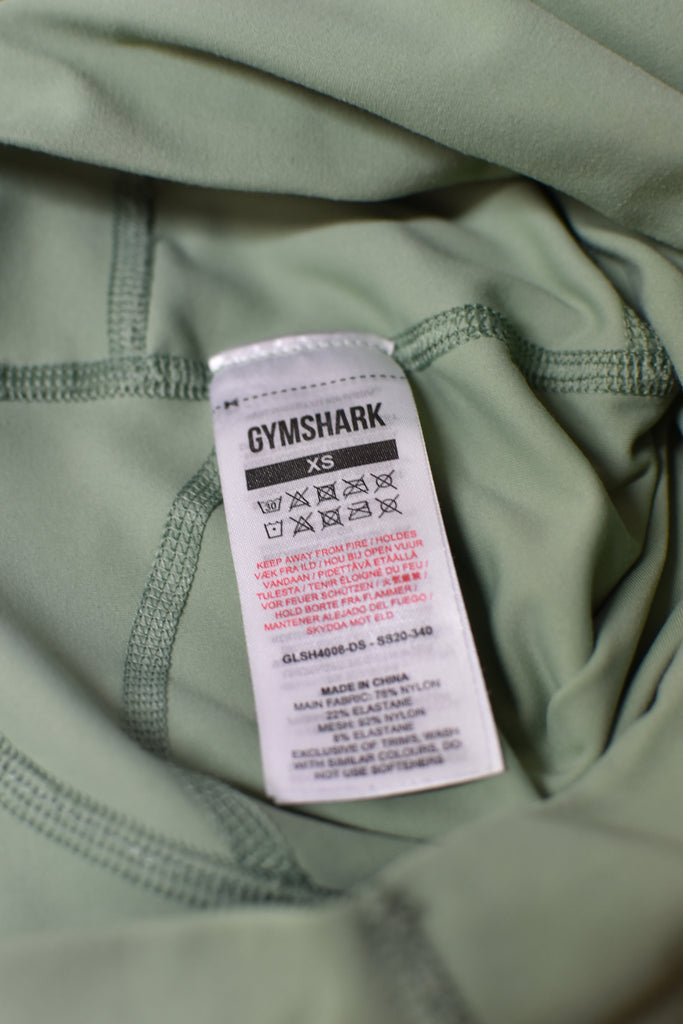 GYMSHARK
XS
30
KEEP AWAY FROM FIRE / HOLDES
VÆK FRA ILD / HOU BIJ OPEN VUUR
VANDAAN / PIDETTÄVÄ ETÄÄLLÄ
TULESTA / TENIR ÉLOIGNÉ DU FEU /
VOR FEUER SCHÜTZEN / 火気厳禁 /
HOLD BORTE FRA FLAMMER /
MANTENER ALEJADO DEL FUEGO /
SKYDDA MOT ELD
GLSH4008-DS - SS20-340
MADE IN CHINA
MAIN FABRIC: 78% NYLON
22% ELASTANE
MESH: 92% NYLON
8% ELASTANE
EXCLUSIVE OF TRIMS, WASH
WITH SIMILAR COLOURS, DO
NOT USE SOFTENERS